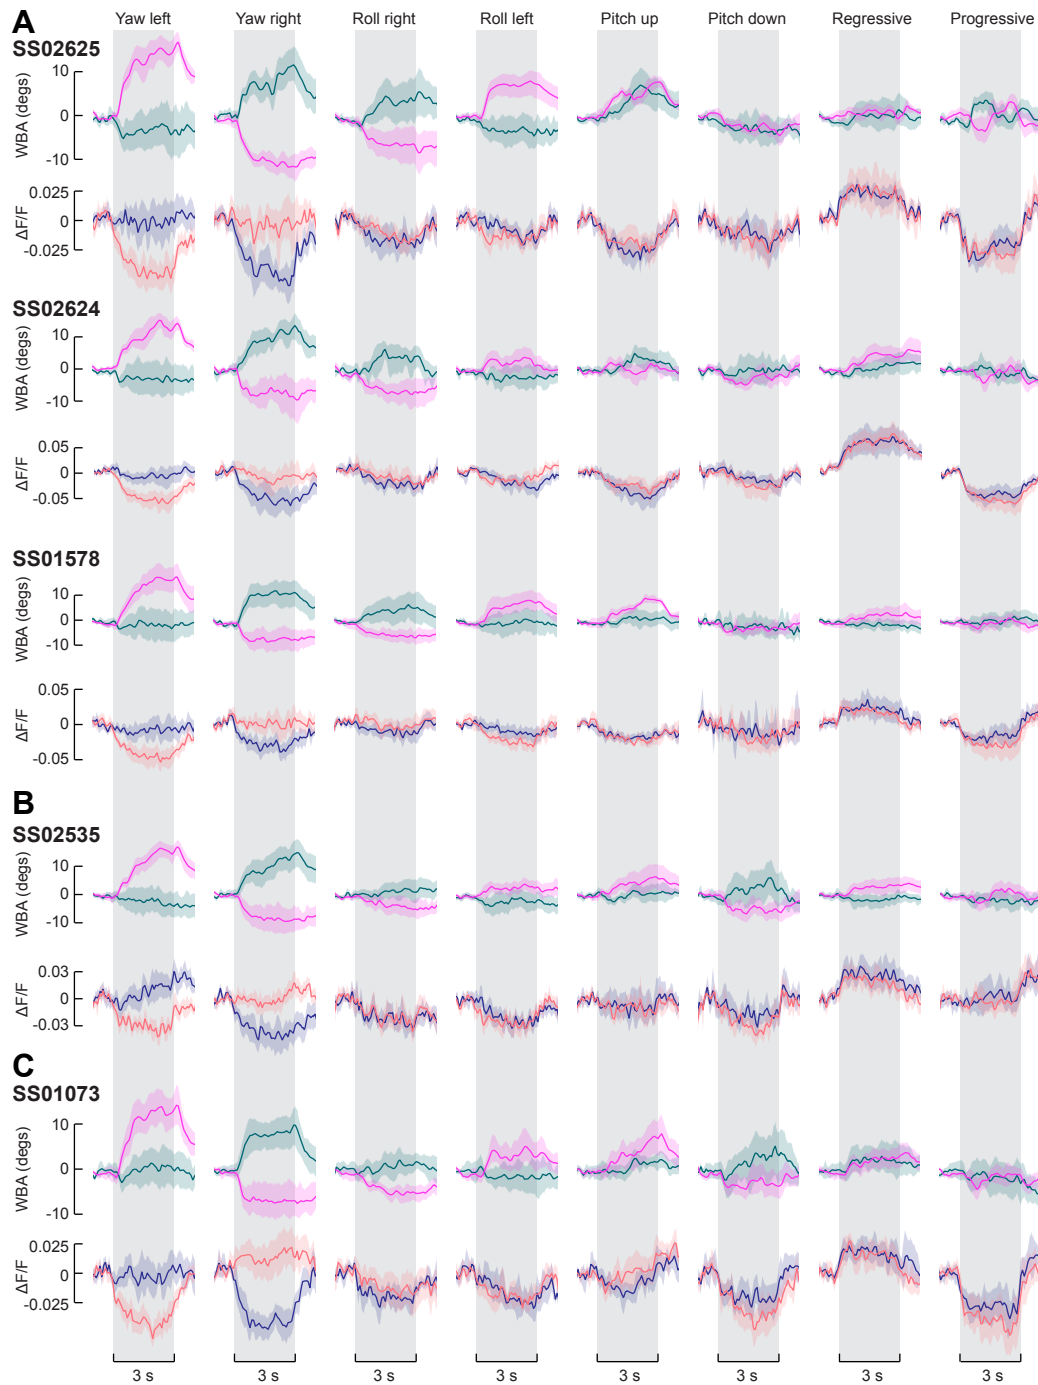 A
Yaw left Yaw right Roll right Roll left Pitch up Pitch down Regressive Progressive
SS02625
WBA (degs)
10
0
-10
ΔF/F
0.025
0
-0.025
SS02624
WBA (degs)
10
0
-10
ΔF/F
0.05
0
-0.05
SS01578
WBA (degs)
10
0
-10
ΔF/F
0.05
0
-0.05
B
SS02535
WBA (degs)
10
0
-10
ΔF/F
0.03
0
-0.03
C
SS01073
WBA (degs)
10
0
-10
ΔF/F
0.025
0
-0.025
3 s 3 s 3 s 3 s 3 s 3 s 3 s 3 s